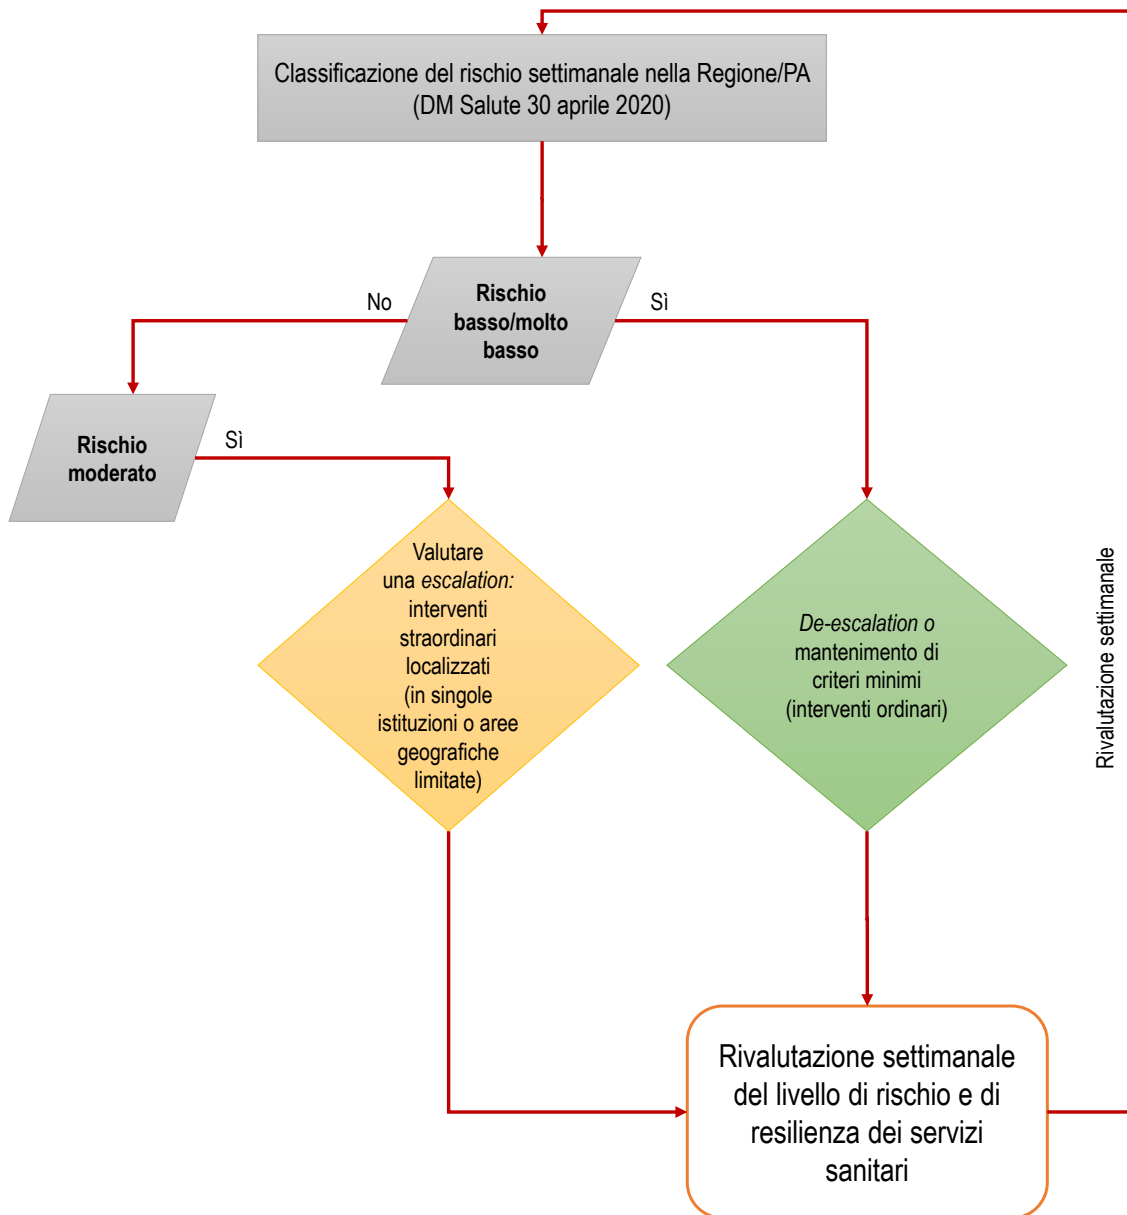 Classificazione del rischio settimanale nella Regione/PA
(DM Salute 30 aprile 2020)
No
Rischio
basso/molto
basso
Sì
Rischio
moderato
Sì
Valutare
una escalation:
interventi
straordinari
localizzati
(in singole
istituzioni o aree
geografiche
limitate)
De-escalation o
mantenimento di
criteri minimi
(interventi ordinari)
Rivalutazione settimanale
Rivalutazione settimanale
del livello di rischio e di
resilienza dei servizi
sanitari